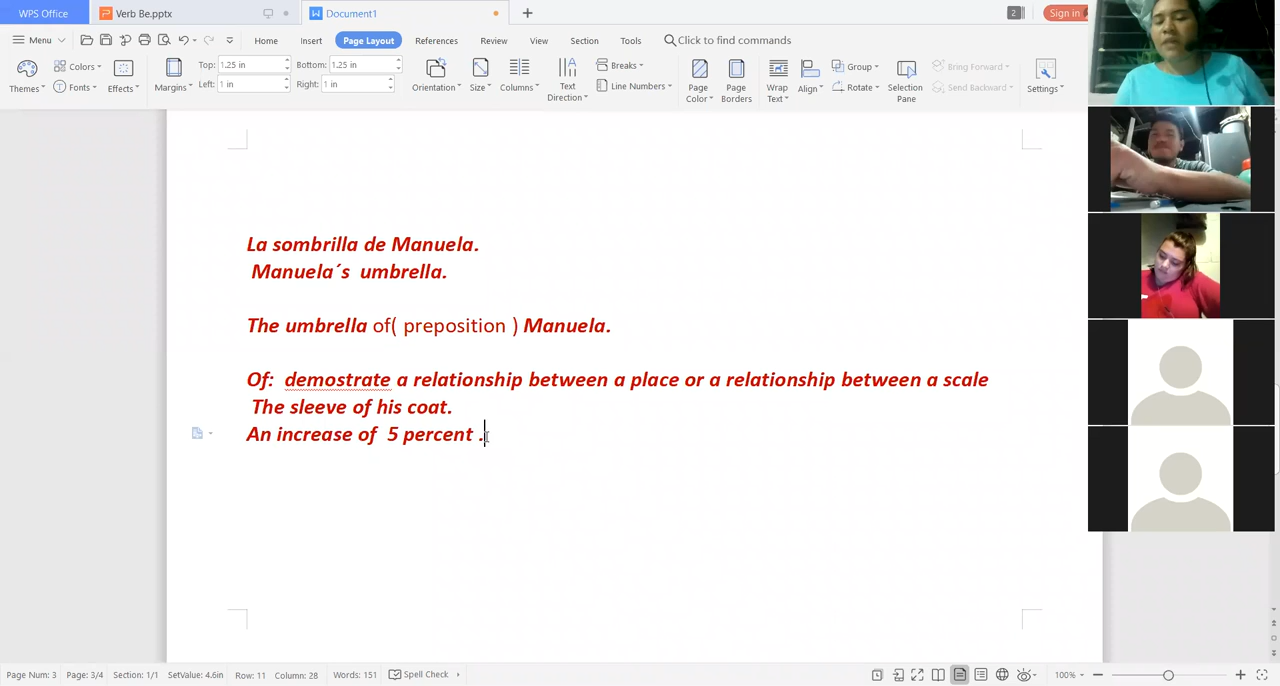 WPS Office
Verb Be.pptx
Document1
2
Sign in
Menu
Home
Insert
Page Layout
References
Review
View
Section
Tools
Click to find commands
Themes
Colors
Fonts
Effects
Margins
Top: 1.25 in
Bottom: 1.25 in
Left: 1 in
Right: 1 in
Orientation
Size
Columns
Text Direction
Breaks
Line Numbers
Page Color
Page Borders
Wrap Text
Align
Group
Rotate
Selection Pane
Bring Forward
Send Backward
Settings
La sombrilla de Manuela.
Manuela´s umbrella.
The umbrella of( preposition ) Manuela.
Of: demostrate a relationship between a place or a relationship between a scale
The sleeve of his coat.
An increase of 5 percent .
Page Num: 3 Page: 3/4 Section: 1/1 SetValue: 4.6in Row: 11 Column: 28 Words: 151 Spell Check 100%